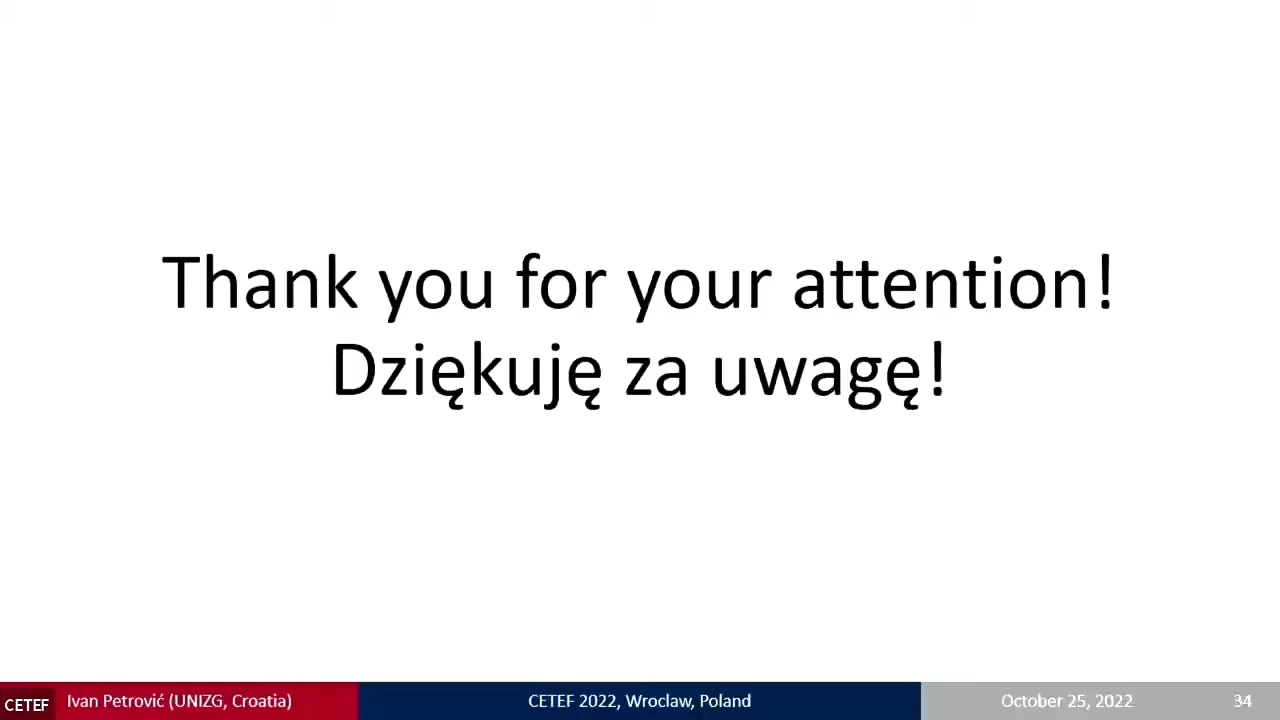 Thank you for your attention!
Dziękuję za uwagę!
CETEF
Ivan Petrović (UNIZG, Croatia)
CETEF 2022, Wroclaw, Poland
October 25, 2022
34